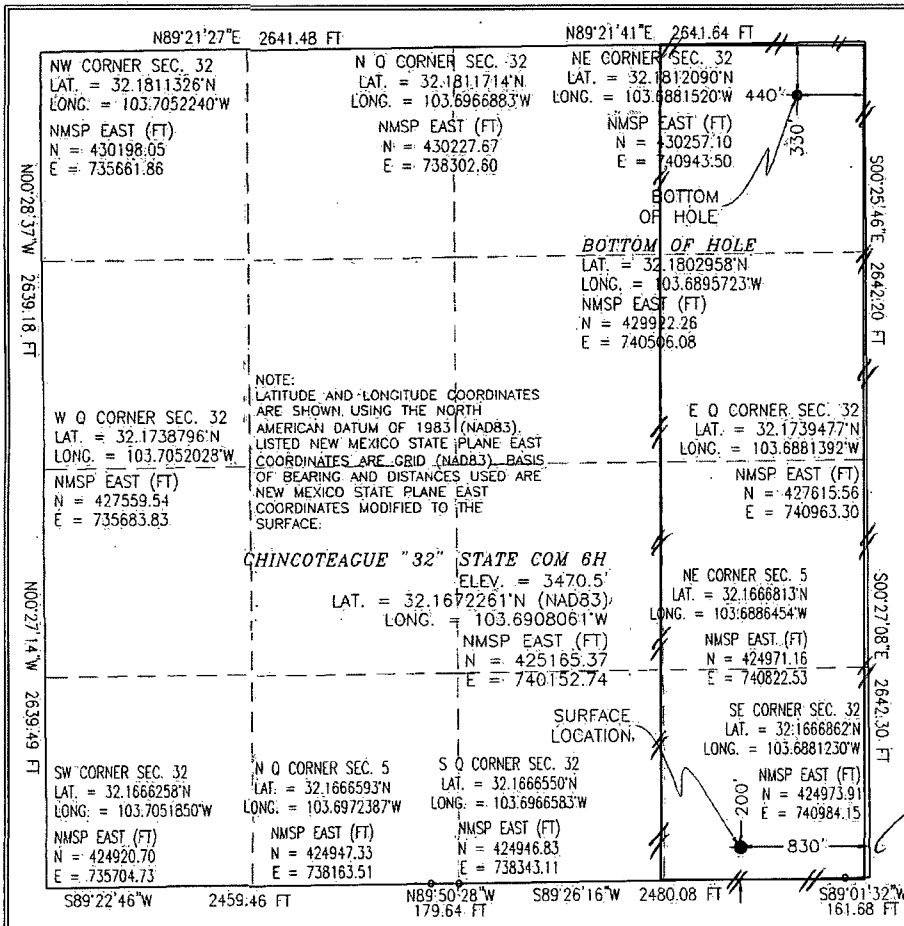 N89°21'27"E 2641.48 FT
N89°21'41"E 2641.64 FT
NW CORNER SEC. 32
LAT. = 32.1811326°N
LONG. = 103.7052240°W
NMSP EAST (FT)
N = 430198.05
E = 735661.86
N Q CORNER SEC. 32
LAT. = 32.1811714°N
LONG. = 103.6966883°W
NMSP EAST (FT)
N = 430227.67
E = 738302.60
NE CORNER SEC. 32
LAT. = 32.1812090°N
LONG. = 103.6881520°W
NMSP EAST (FT)
N = 430257.10
E = 740943.50
440'
330'
BOTTOM
OF HOLE
BOTTOM OF HOLE
LAT. = 32.1802958°N
LONG. = 103.6895723°W
NMSP EAST (FT)
N = 429922.26
E = 740506.08
N00°28'37"W 2639.18 FT
S00°25'46"E 2642.20 FT
NOTE:
LATITUDE AND LONGITUDE COORDINATES
ARE SHOWN USING THE NORTH
AMERICAN DATUM OF 1983 (NAD83).
LISTED NEW MEXICO STATE PLANE EAST
COORDINATES ARE GRID (NAD83). BASIS
OF BEARING AND DISTANCES USED ARE
NEW MEXICO STATE PLANE EAST
COORDINATES MODIFIED TO THE
SURFACE.
W Q CORNER SEC. 32
LAT. = 32.1738796°N
LONG. = 103.7052028°W
NMSP EAST (FT)
N = 427559.54
E = 735683.83
E Q CORNER SEC. 32
LAT. = 32.1739477°N
LONG. = 103.6881392°W
NMSP EAST (FT)
N = 427615.56
E = 740963.30
CHINCOTEAGUE "32" STATE COM 6H
ELEV. = 3470.5'
LAT. = 32.1672261°N (NAD83)
LONG. = 103.6908061°W
NMSP EAST (FT)
N = 425165.37
E = 740152.74
NE CORNER SEC. 5
LAT. = 32.1666813°N
LONG. = 103.6886454°W
NMSP EAST (FT)
N = 424971.16
E = 740822.53
N00°27'14"W 2639.49 FT
S00°27'08"E 2642.30 FT
SURFACE
LOCATION
SE CORNER SEC. 32
LAT. = 32.1666862°N
LONG. = 103.6881230°W
NMSP EAST (FT)
N = 424973.91
E = 740984.15
SW CORNER SEC. 32
LAT. = 32.1666258°N
LONG. = 103.7051850°W
NMSP EAST (FT)
N = 424920.70
E = 735704.73
N Q CORNER SEC. 5
LAT. = 32.1666593°N
LONG. = 103.6972387°W
NMSP EAST (FT)
N = 424947.33
E = 738163.51
S Q CORNER SEC. 32
LAT. = 32.1666550°N
LONG. = 103.6966583°W
NMSP EAST (FT)
N = 424946.83
E = 738343.11
200'
830'
S89°22'46"W 2459.46 FT
N89°50'28"W
179.64 FT
S89°26'16"W 2480.08 FT
S89°01'32"W
161.68 FT